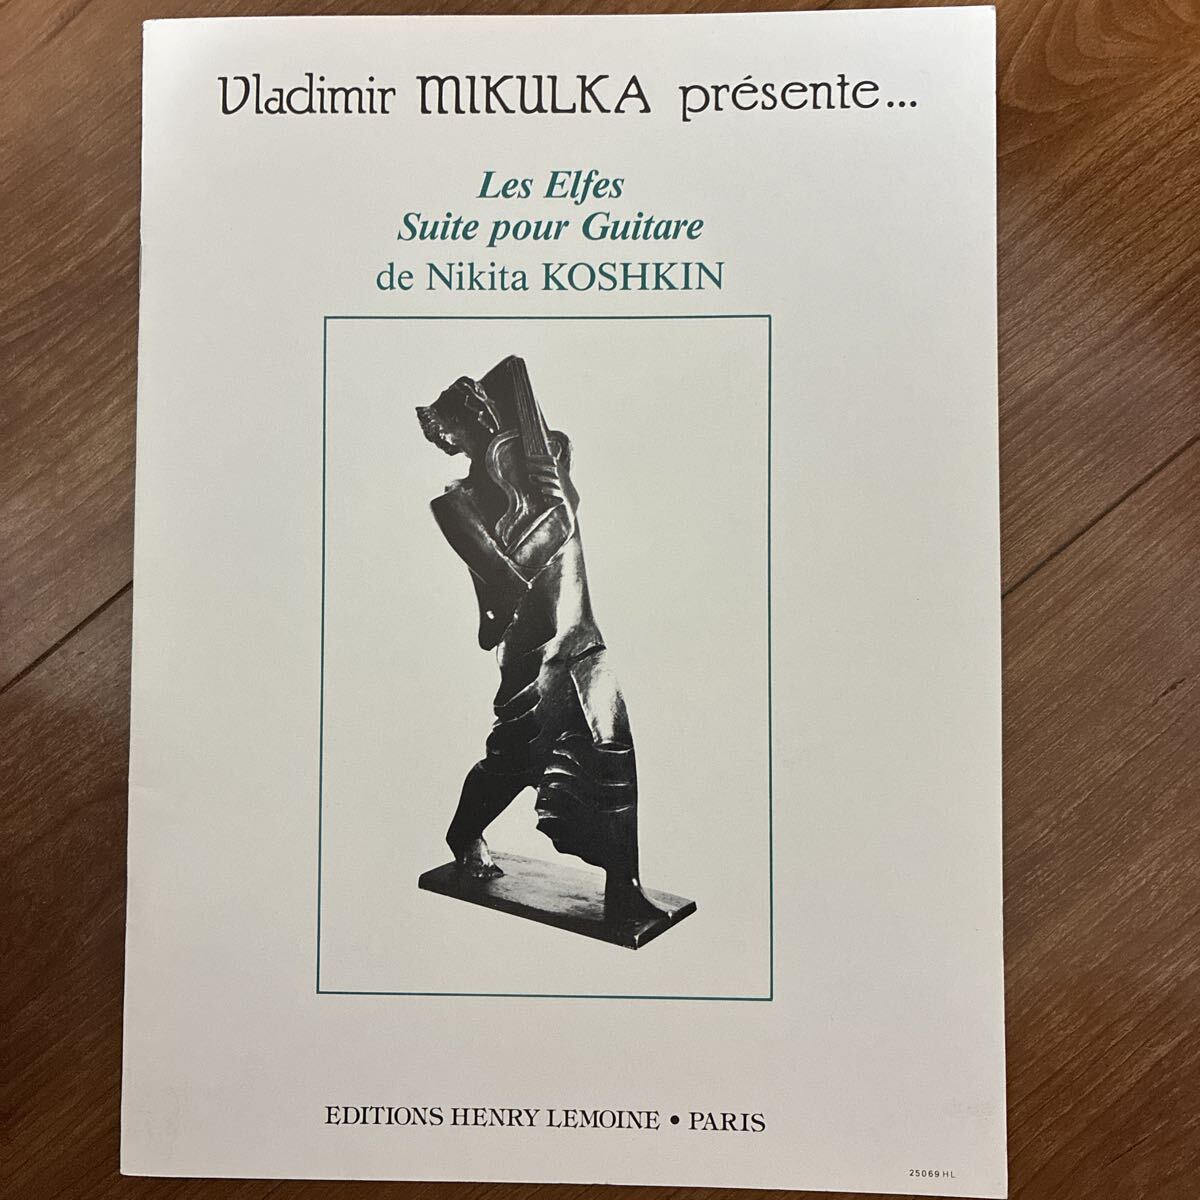 Vladimir MIKULKA présente...
Les Elfes
Suite pour Guitare
de Nikita KOSHKIN
EDITIONS HENRY LEMOINE • PARIS
25069 HL